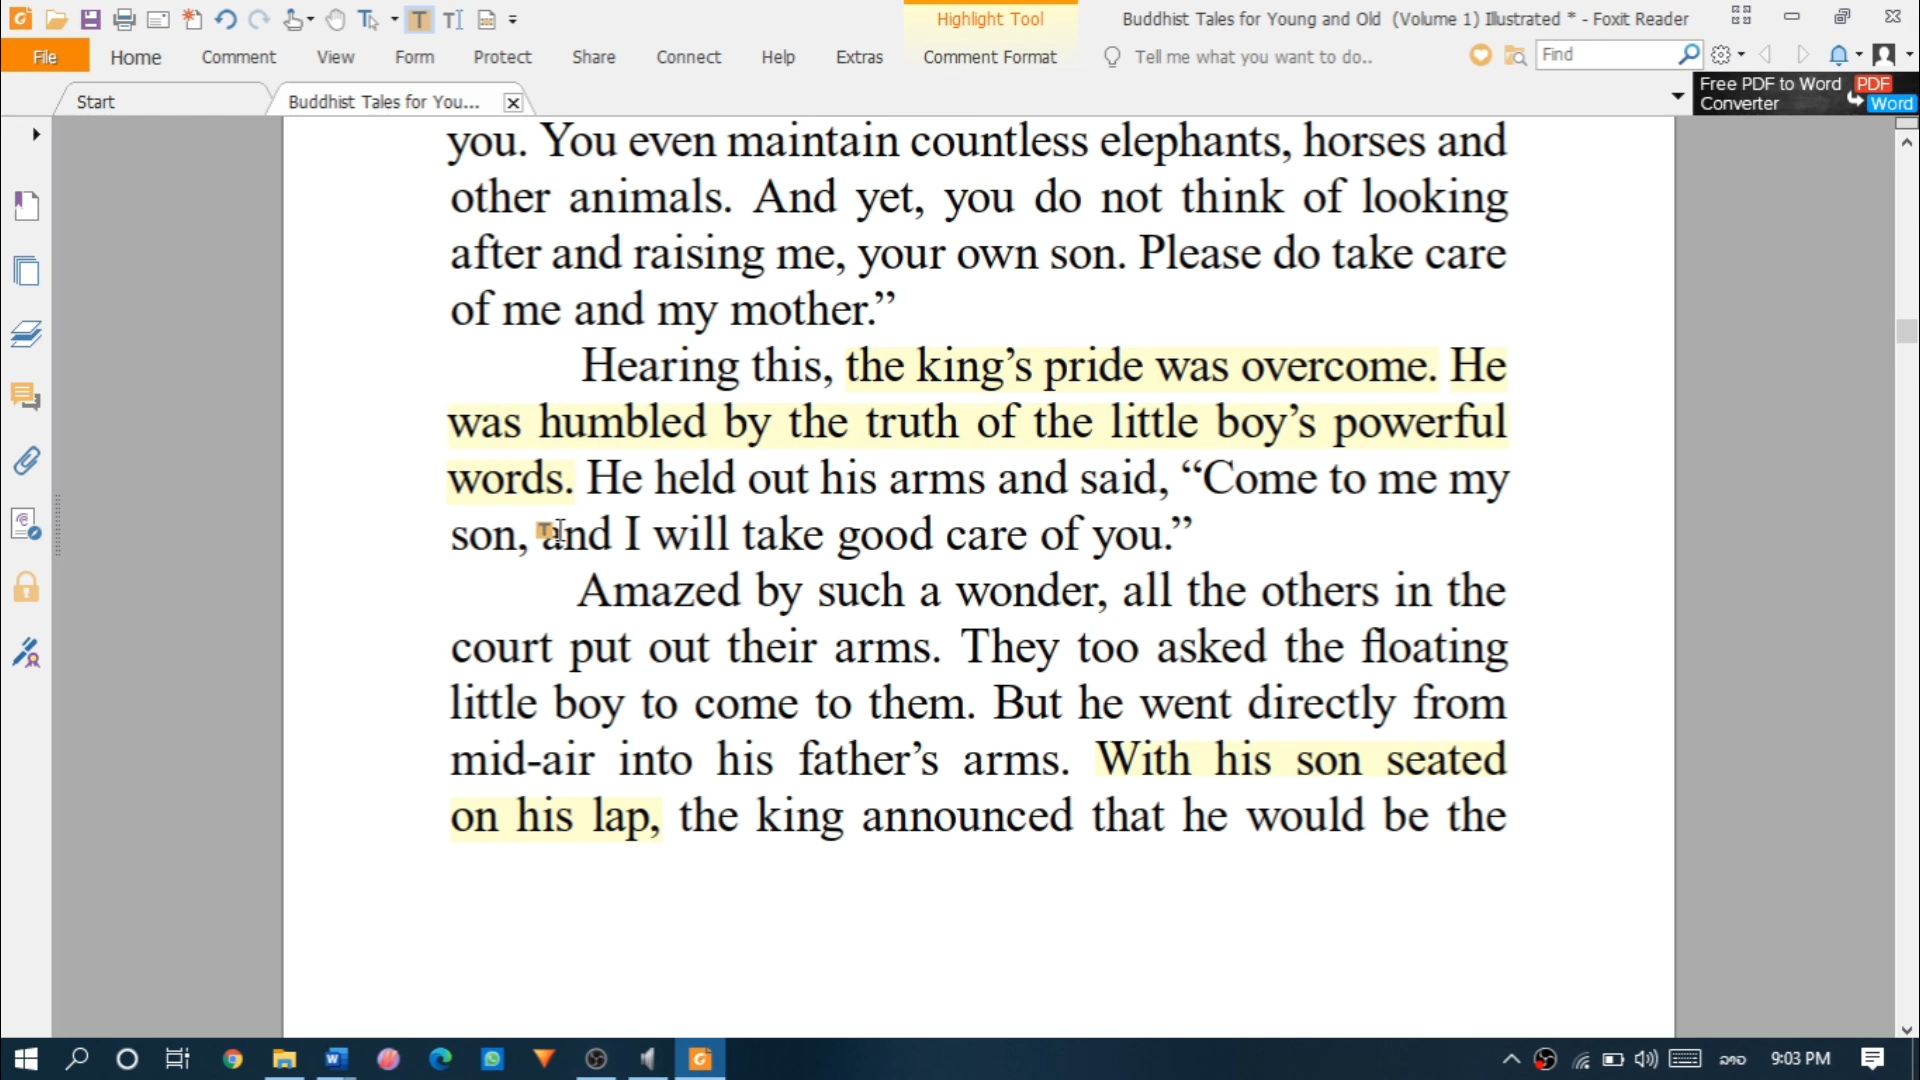 Highlight Tool
Buddhist Tales for Young and Old (Volume 1) Illustrated * - Foxit Reader
File
Home
Comment
View
Form
Protect
Share
Connect
Help
Extras
Comment Format
Tell me what you want to do..
Find
Start
Buddhist Tales for You...
Free PDF to Word
Converter
PDF
Word
you. You even maintain countless elephants, horses and
other animals. And yet, you do not think of looking
after and raising me, your own son. Please do take care
of me and my mother.”
Hearing this, the king’s pride was overcome. He
was humbled by the truth of the little boy’s powerful
words. He held out his arms and said, “Come to me my
son, and I will take good care of you.”
Amazed by such a wonder, all the others in the
court put out their arms. They too asked the floating
little boy to come to them. But he went directly from
mid-air into his father’s arms. With his son seated
on his lap, the king announced that he would be the
ລາວ
9:03 PM